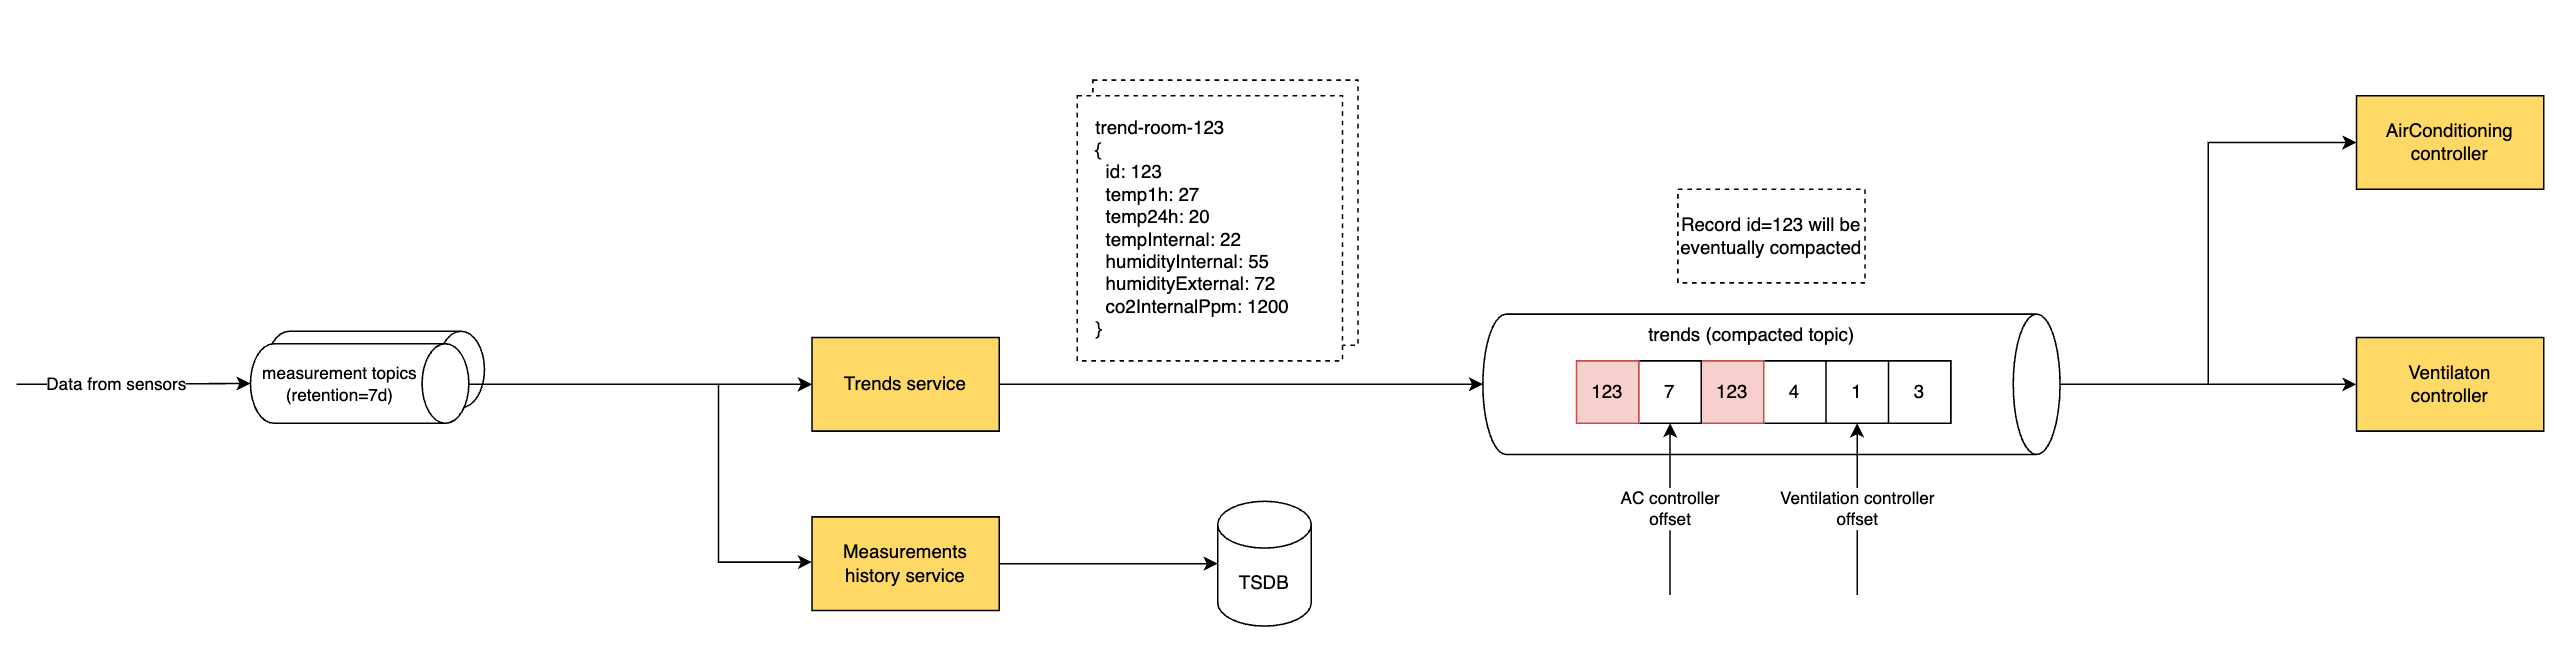 Data from sensors
measurement topics
(retention=7d)
Trends service
Measurements
history service
TSDB
trend-room-123
{
id: 123
temp1h: 27
temp24h: 20
tempInternal: 22
humidityInternal: 55
humidityExternal: 72
co2InternalPpm: 1200
}
Record id=123 will be
eventually compacted
trends (compacted topic)
123 7 123 4 1 3
AC controller
offset
Ventilation controller
offset
AirConditioning
controller
Ventilaton
controller